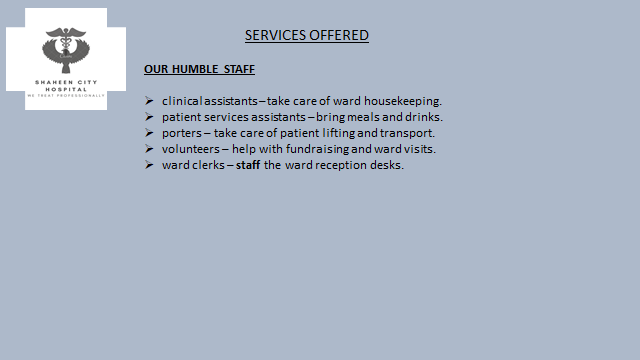 SERVICES OFFERED
SHAHEEN CITY
HOSPITAL
WE TREAT PROFESSIONALLY
OUR HUMBLE STAFF
clinical assistants – take care of ward housekeeping.
patient services assistants – bring meals and drinks.
porters – take care of patient lifting and transport.
volunteers – help with fundraising and ward visits.
ward clerks – staff the ward reception desks.